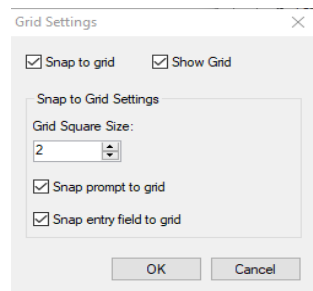 Grid Settings
Snap to grid Show Grid
Snap to Grid Settings
Grid Square Size:
2
Snap prompt to grid
Snap entry field to grid
OK Cancel